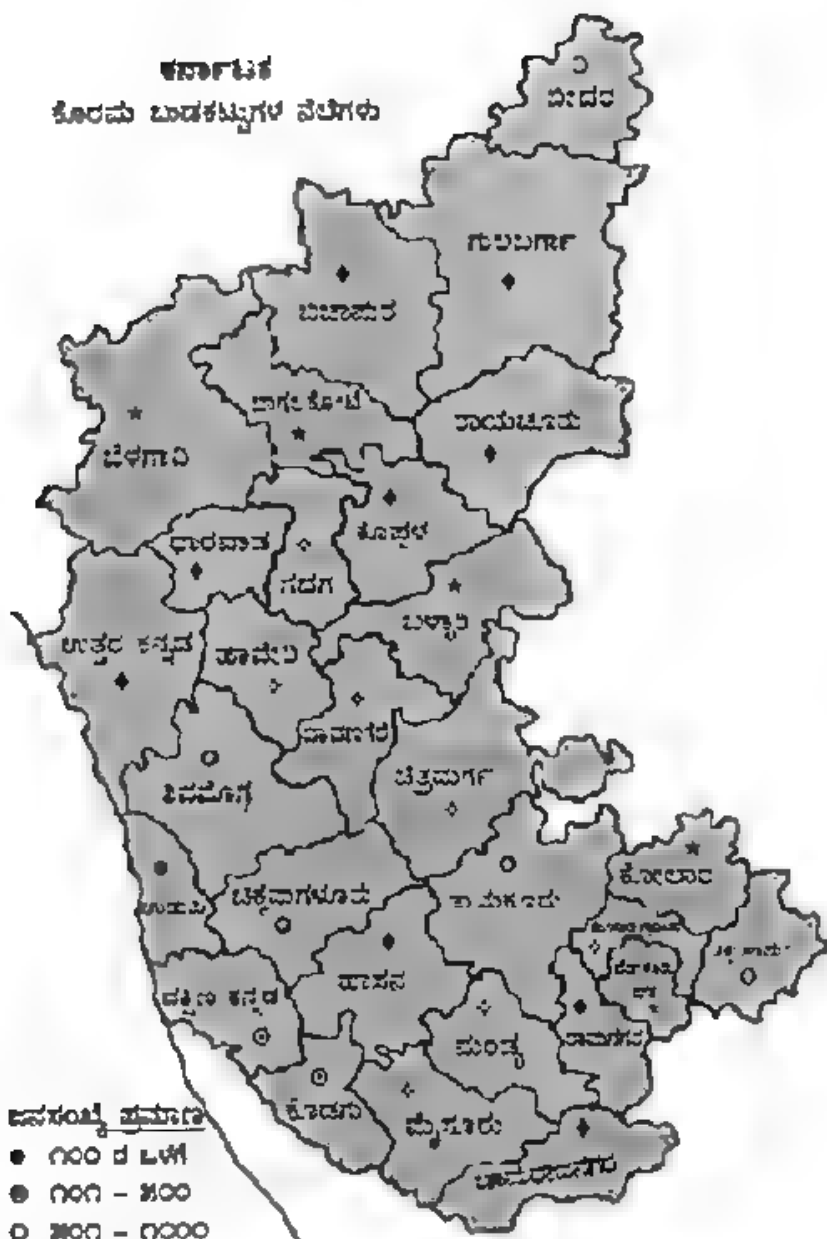 ಕರ್ನಾಟಕ
ಕೊರಮ ಬುಡಕಟ್ಟುಗಳ ನೆಲೆಗಳು
ಬೀದರ
ಗುಲಬರ್ಗಾ
ಬಿಜಾಪುರ
ಬಾಗಲಕೋಟೆ
ರಾಯಚೂರು
ಬೆಳಗಾವಿ
ಧಾರವಾಡ
ಗದಗ
ಕೊಪ್ಪಳ
ಬಳ್ಳಾರಿ
ಉತ್ತರ ಕನ್ನಡ
ಹಾವೇರಿ
ದಾವಣಗೆರೆ
ಶಿವಮೊಗ್ಗ
ಚಿತ್ರದುರ್ಗ
ಉಡುಪಿ
ಚಿಕ್ಕಮಗಳೂರು
ತುಮಕೂರು
ಕೋಲಾರ
ಹಾಸನ
ದಕ್ಷಿಣ ಕನ್ನಡ
ಮಂಡ್ಯ
ರಾಮನಗರ
ಕೊಡಗು
ಮೈಸೂರು
ಚಾಮರಾಜನಗರ
ಜನಸಂಖ್ಯೆ ಪ್ರಮಾಣ
೧೦೦ ರ ಒಳಗೆ
೧೦೧ - ೫೦೦
೫೦೧ - ೧೦೦೦